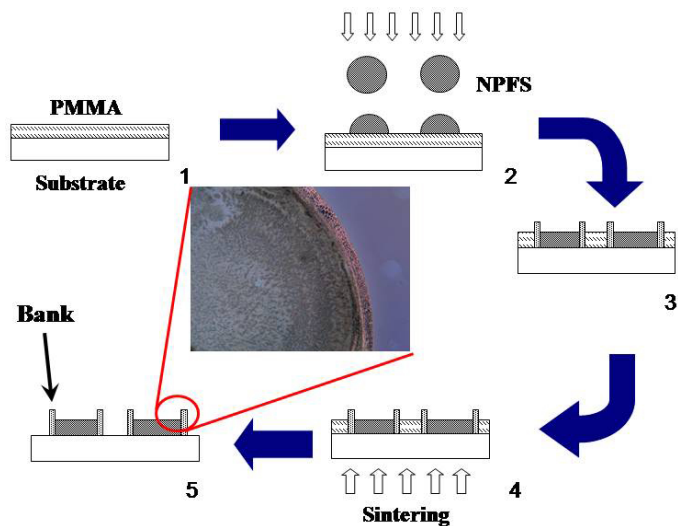 PMMA
Substrate
1
NPFS
2
3
Sintering
4
Bank
5